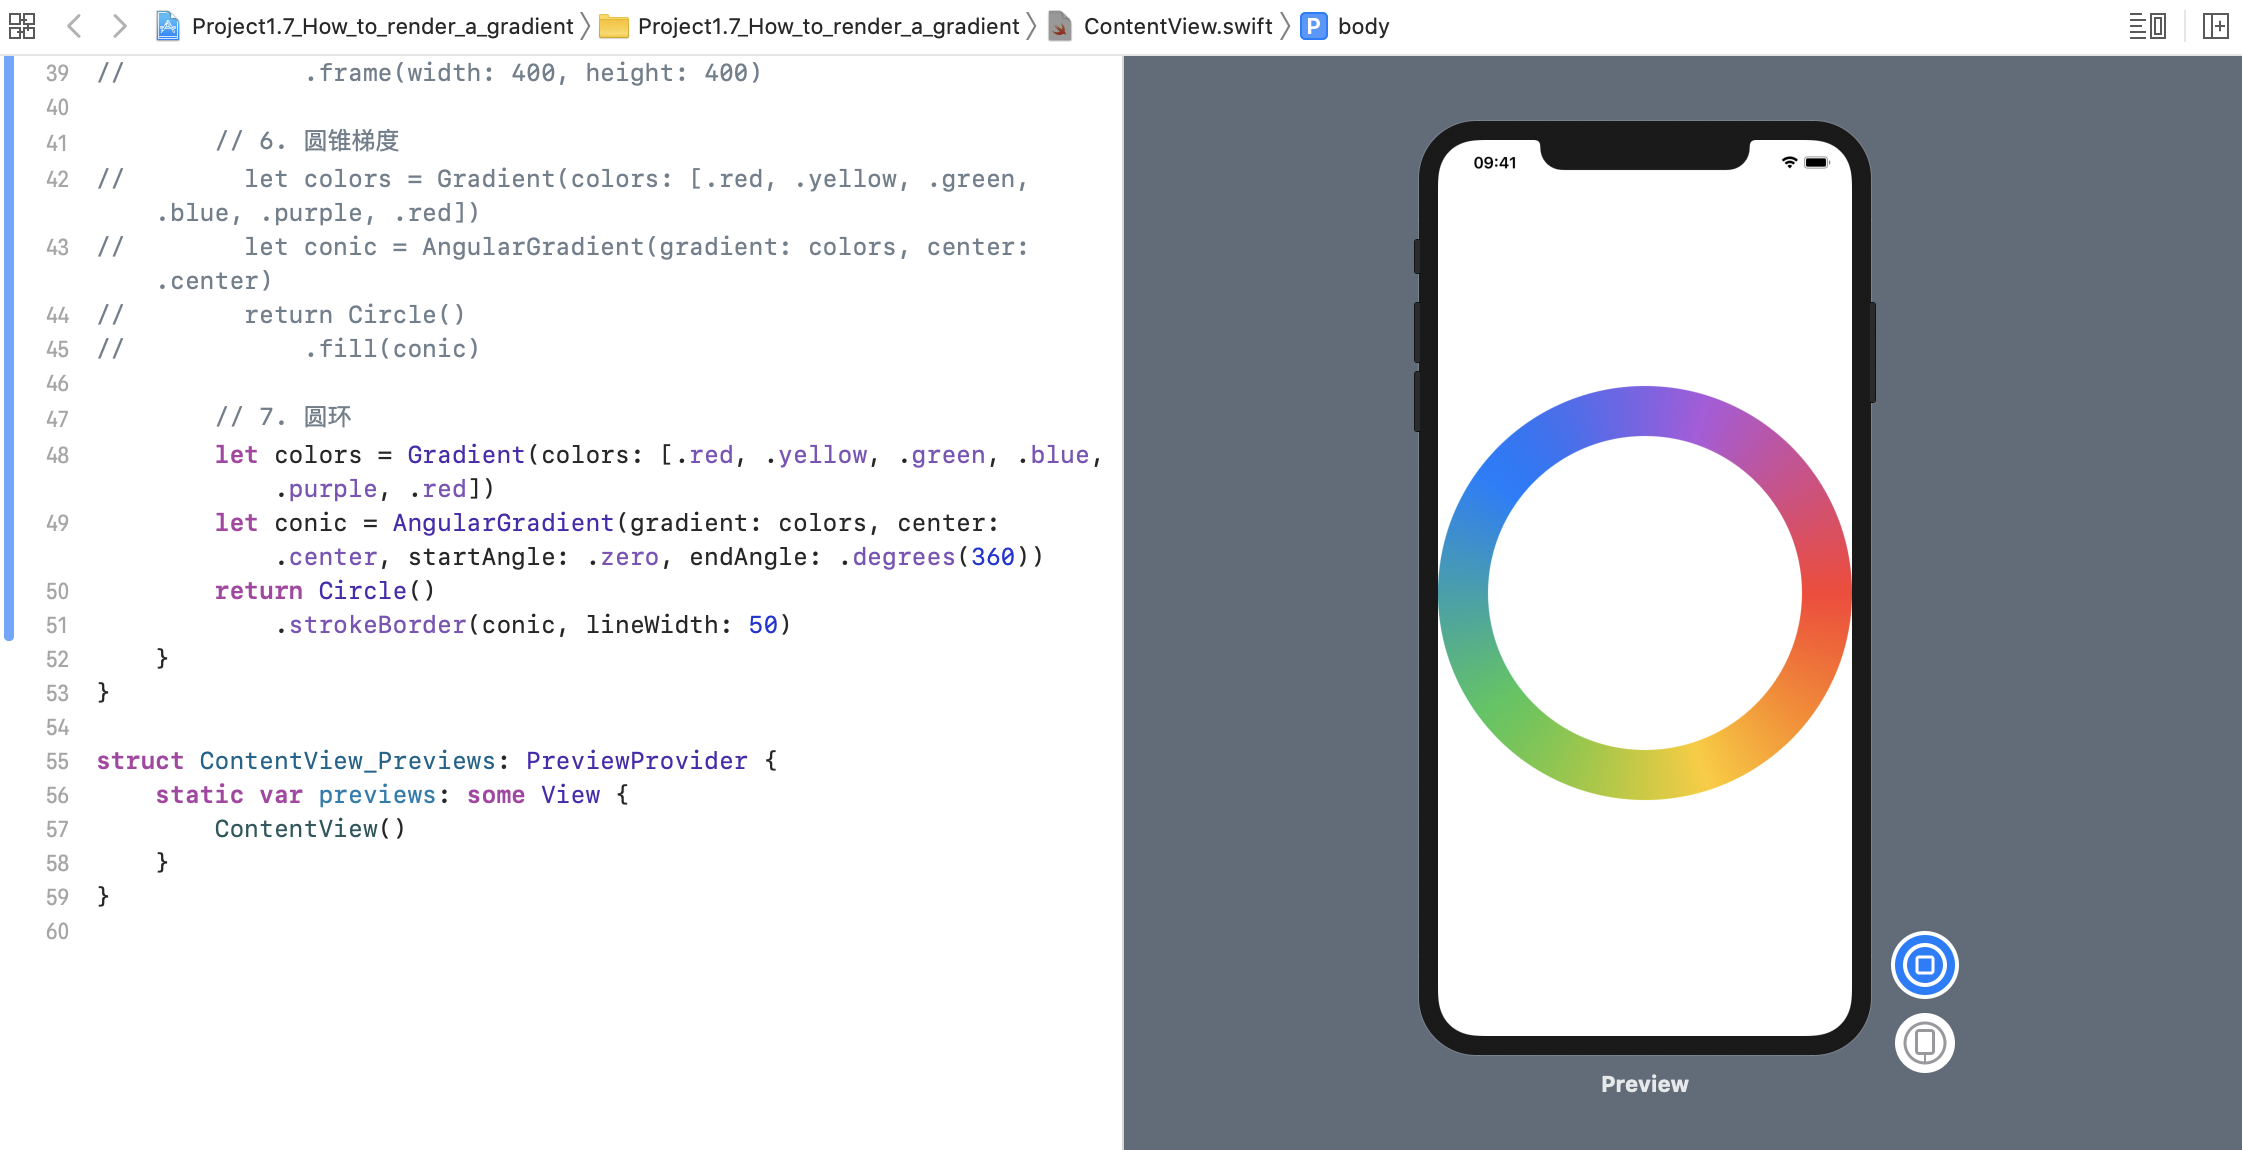 Project1.7_How_to_render_a_gradient 〉 Project1.7_How_to_render_a_gradient 〉 ContentView.swift 〉 P body
39 //            .frame(width: 400, height: 400)
40
41         // 6. 圆锥梯度
42 //        let colors = Gradient(colors: [.red, .yellow, .green,
.blue, .purple, .red])
43 //        let conic = AngularGradient(gradient: colors, center:
.center)
44 //        return Circle()
45 //            .fill(conic)
46
47         // 7. 圆环
48         let colors = Gradient(colors: [.red, .yellow, .green, .blue,
.purple, .red])
49         let conic = AngularGradient(gradient: colors, center:
.center, startAngle: .zero, endAngle: .degrees(360))
50         return Circle()
51             .strokeBorder(conic, lineWidth: 50)
52     }
53 }
54
55 struct ContentView_Previews: PreviewProvider {
56     static var previews: some View {
57         ContentView()
58     }
59 }
60
09:41
Preview